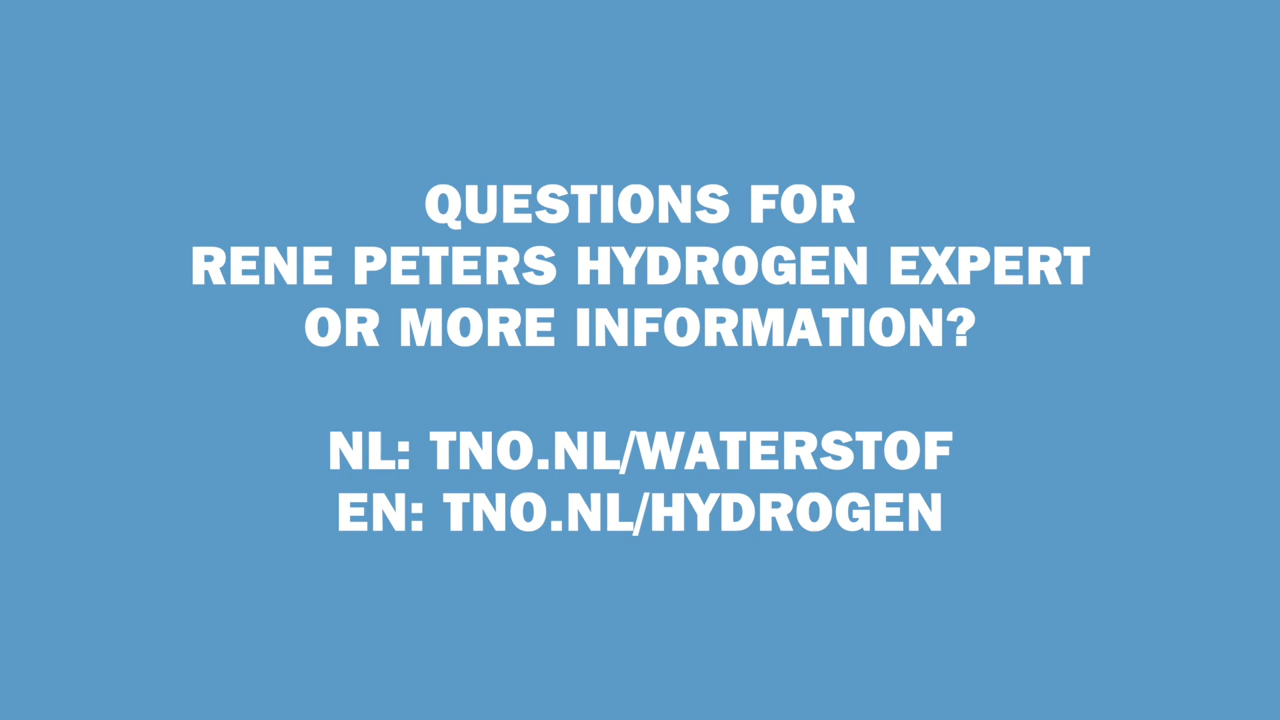 QUESTIONS FOR
RENE PETERS HYDROGEN EXPERT
OR MORE INFORMATION?
NL: TNO.NL/WATERSTOF
EN: TNO.NL/HYDROGEN